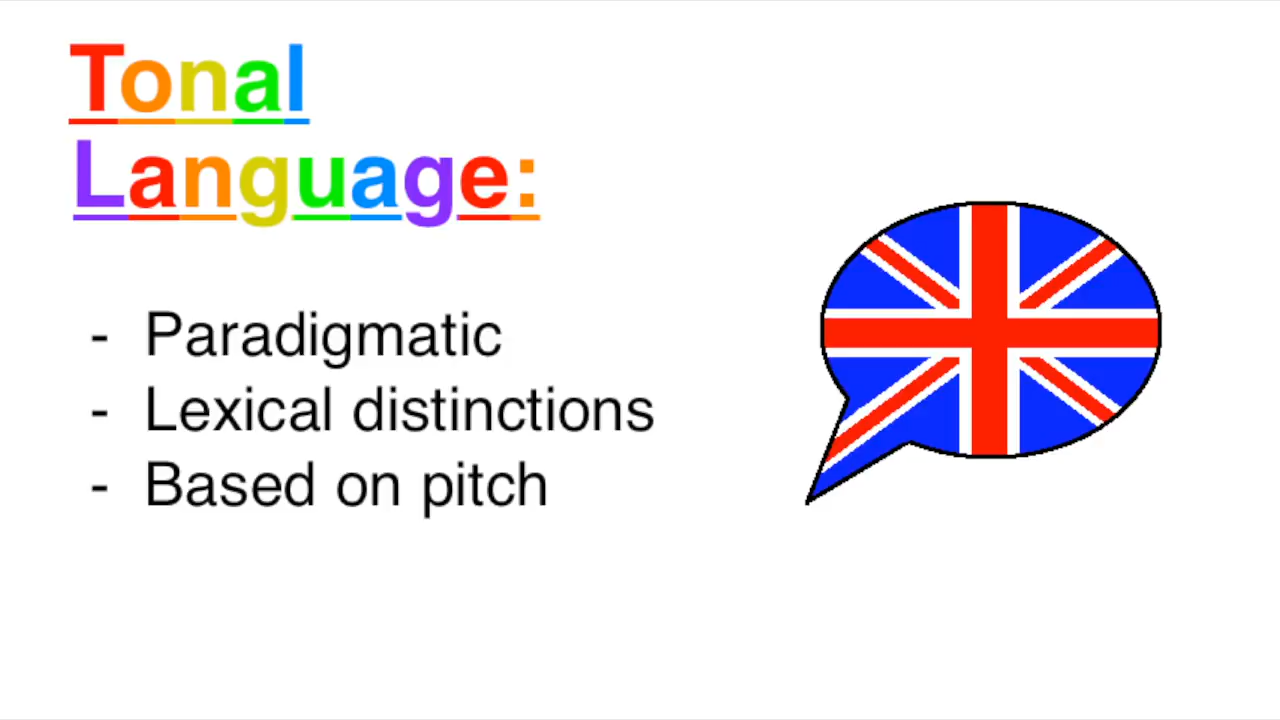 Tonal
Language:
- Paradigmatic
- Lexical distinctions
- Based on pitch